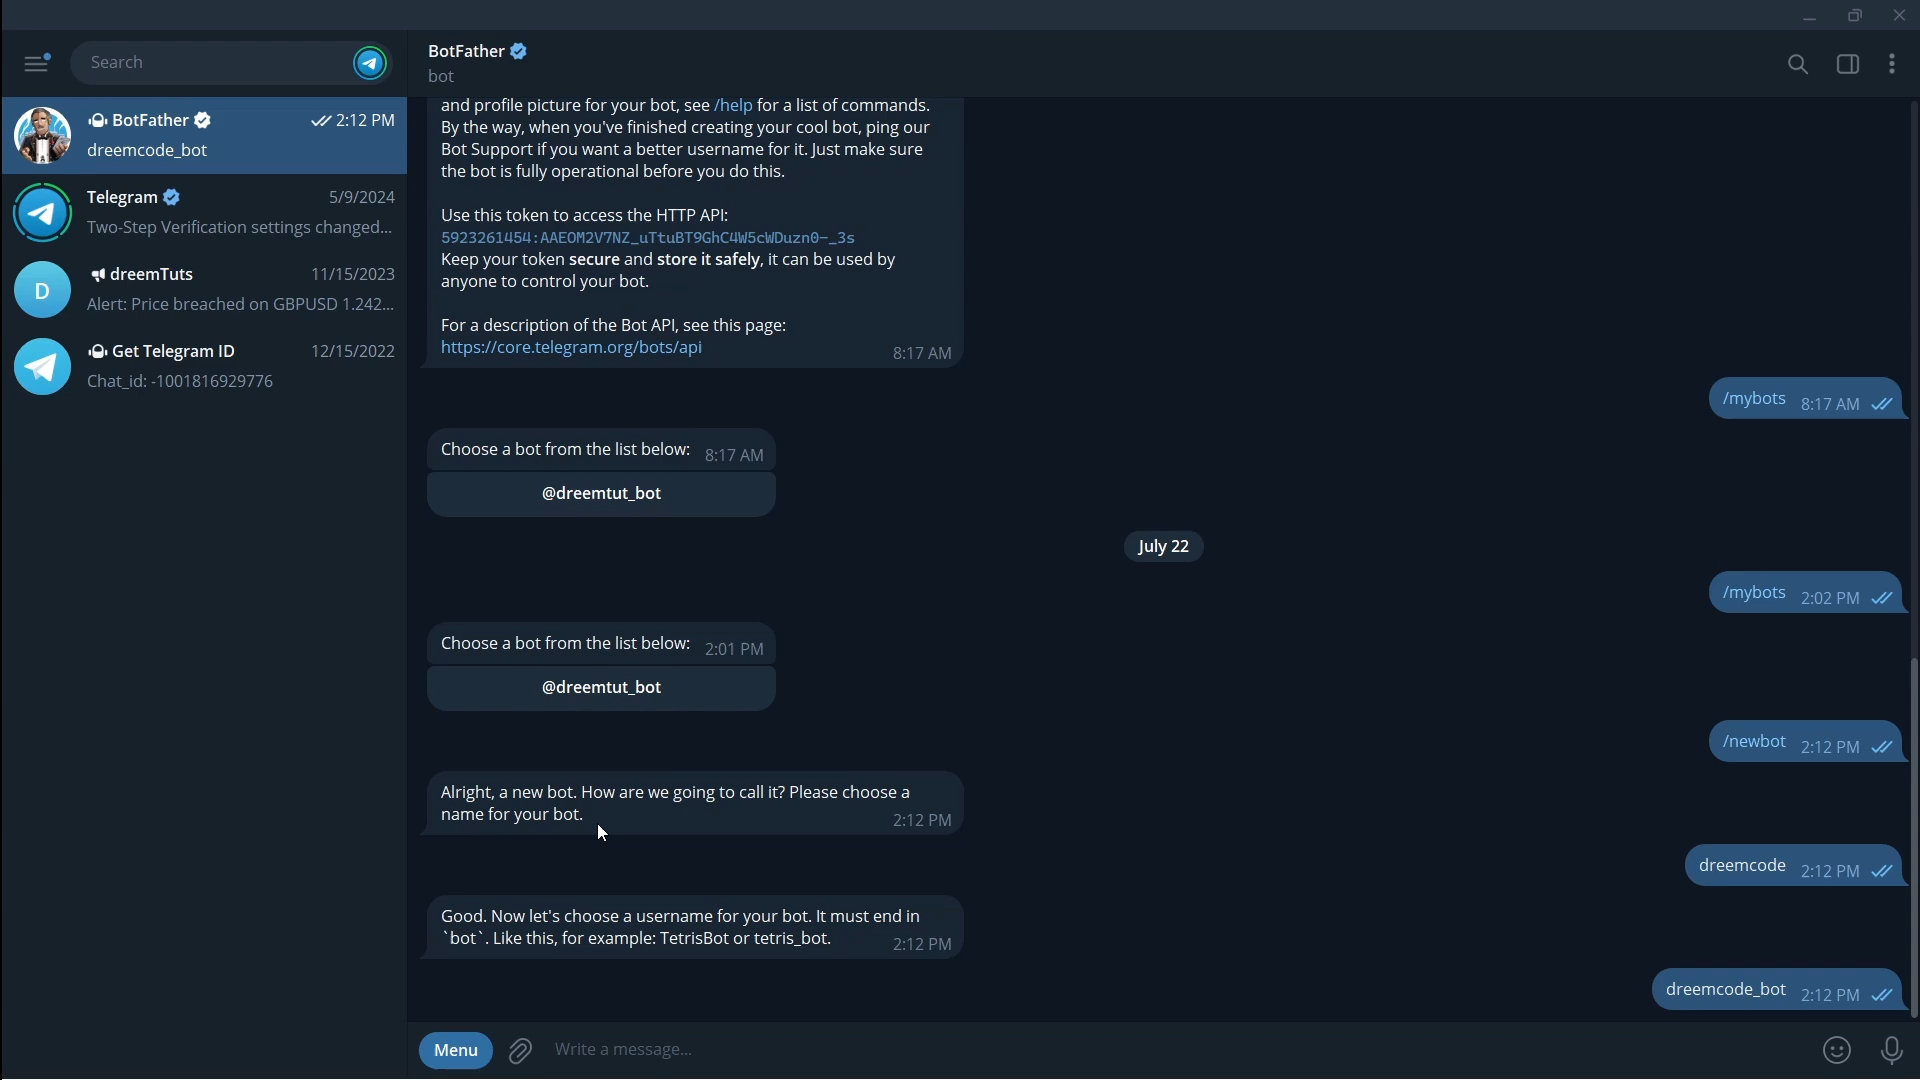 Search
BotFather
2:12 PM
dreemcode_bot
Telegram
5/9/2024
Two-Step Verification settings changed...
D
dreemTuts
11/15/2023
Alert: Price breached on GBPUSD 1.242...
Get Telegram ID
12/15/2022
Chat_id: -1001816929776
BotFather
bot
and profile picture for your bot, see /help for a list of commands.
By the way, when you've finished creating your cool bot, ping our
Bot Support if you want a better username for it. Just make sure
the bot is fully operational before you do this.
Use this token to access the HTTP API:
5923261454:AAEOM2V7NZ_uTtuBT9GhC4W5cWDuzn0-_3s
Keep your token secure and store it safely, it can be used by
anyone to control your bot.
For a description of the Bot API, see this page:
https://core.telegram.org/bots/api
8:17 AM
/mybots 8:17 AM
Choose a bot from the list below: 8:17 AM
@dreemtut_bot
July 22
/mybots 2:02 PM
Choose a bot from the list below: 2:01 PM
@dreemtut_bot
/newbot 2:12 PM
Alright, a new bot. How are we going to call it? Please choose a
name for your bot.
2:12 PM
dreemcode 2:12 PM
Good. Now let's choose a username for your bot. It must end in
`bot`. Like this, for example: TetrisBot or tetris_bot.
2:12 PM
dreemcode_bot 2:12 PM
Menu
Write a message...